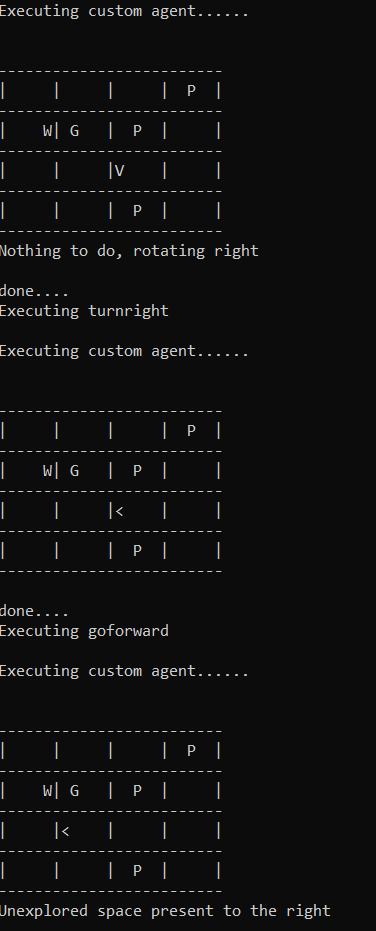 Executing custom agent......
-------------------------
|     |     |     |  P  |
-------------------------
|    W| G   |  P  |     |
-------------------------
|     |     |V    |     |
-------------------------
|     |     |  P  |     |
-------------------------
Nothing to do, rotating right
done....
Executing turnright
Executing custom agent......
-------------------------
|     |     |     |  P  |
-------------------------
|    W| G   |  P  |     |
-------------------------
|     |     |<    |     |
-------------------------
|     |     |  P  |     |
-------------------------
done....
Executing goforward
Executing custom agent......
-------------------------
|     |     |     |  P  |
-------------------------
|    W| G   |  P  |     |
-------------------------
|     |<    |     |     |
-------------------------
|     |     |  P  |     |
-------------------------
Unexplored space present to the right